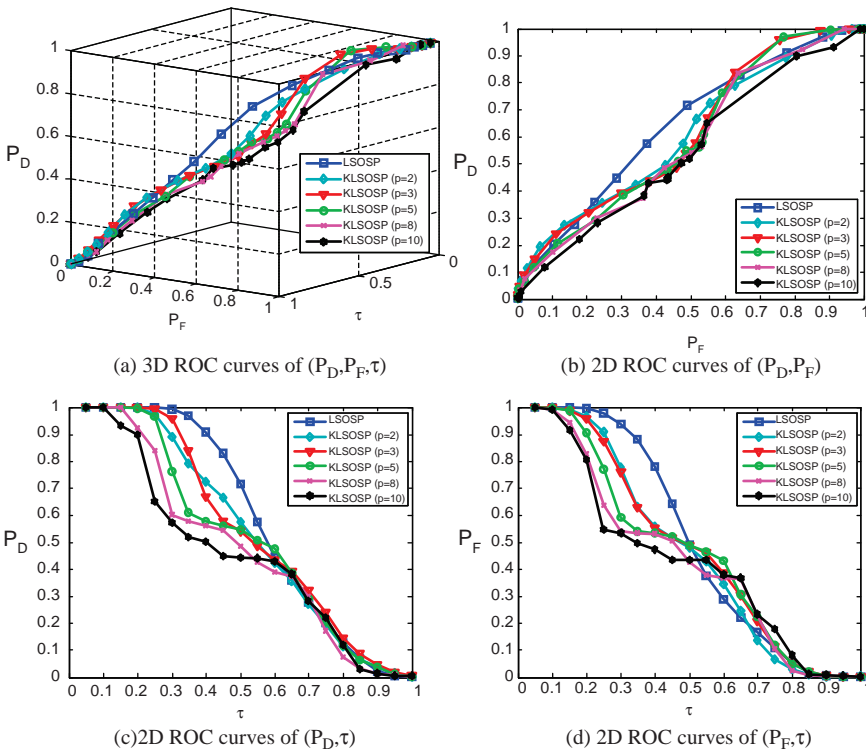 1
0.8
0.6
P_D
0.4
0.2
0
0.2
0.4
0.6
0.8
1
P_F
1
0.5
0
τ
LSOSP
KLSOSP (p=2)
KLSOSP (p=3)
KLSOSP (p=5)
KLSOSP (p=8)
KLSOSP (p=10)
(a) 3D ROC curves of (P_D,P_F,τ)
1
0.9
0.8
0.7
0.6
P_D
0.5
0.4
0.3
0.2
0.1
0
0 0.1 0.2 0.3 0.4 0.5 0.6 0.7 0.8 0.9 1
P_F
LSOSP
KLSOSP (p=2)
KLSOSP (p=3)
KLSOSP (p=5)
KLSOSP (p=8)
KLSOSP (p=10)
(b) 2D ROC curves of (P_D,P_F)
1
0.9
0.8
0.7
0.6
P_D
0.5
0.4
0.3
0.2
0.1
0
0 0.1 0.2 0.3 0.4 0.5 0.6 0.7 0.8 0.9 1
τ
LSOSP
KLSOSP (p=2)
KLSOSP (p=3)
KLSOSP (p=5)
KLSOSP (p=8)
KLSOSP (p=10)
(c)2D ROC curves of (P_D,τ)
1
0.9
0.8
0.7
0.6
P_F
0.5
0.4
0.3
0.2
0.1
0
0 0.1 0.2 0.3 0.4 0.5 0.6 0.7 0.8 0.9 1
τ
LSOSP
KLSOSP (p=2)
KLSOSP (p=3)
KLSOSP (p=5)
KLSOSP (p=8)
KLSOSP (p=10)
(d) 2D ROC curves of (P_F,τ)